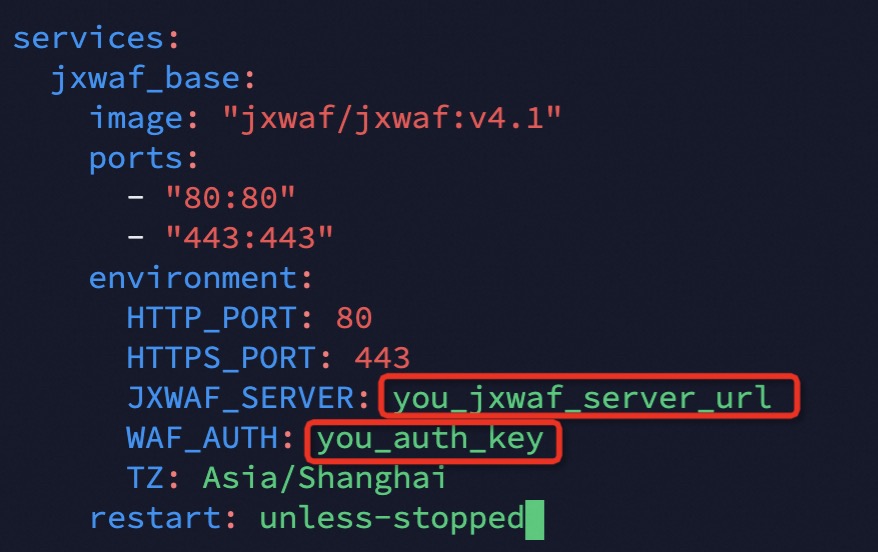 services:
jxwaf_base:
image: "jxwaf/jxwaf:v4.1"
ports:
- "80:80"
- "443:443"
environment:
HTTP_PORT: 80
HTTPS_PORT: 443
JXWAF_SERVER: you_jxwaf_server_url
WAF_AUTH: you_auth_key
TZ: Asia/Shanghai
restart: unless-stopped